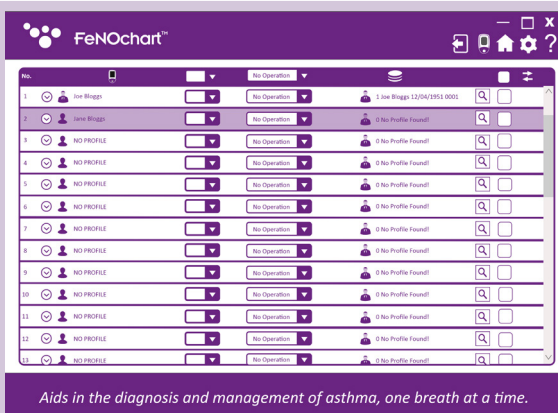 FeNOchart™
No. No Operation
1 Joe Bloggs 1 Joe Bloggs 12/04/1951 0001
2 Jane Bloggs 0 No Profile Found!
3 NO PROFILE No Operation 0 No Profile Found!
4 NO PROFILE No Operation 0 No Profile Found!
5 NO PROFILE No Operation 0 No Profile Found!
6 NO PROFILE No Operation 0 No Profile Found!
7 NO PROFILE No Operation 0 No Profile Found!
8 NO PROFILE No Operation 0 No Profile Found!
9 NO PROFILE No Operation 0 No Profile Found!
10 NO PROFILE No Operation 0 No Profile Found!
11 NO PROFILE No Operation 0 No Profile Found!
12 NO PROFILE No Operation 0 No Profile Found!
13 NO PROFILE No Operation 0 No Profile Found!
Aids in the diagnosis and management of asthma, one breath at a time.